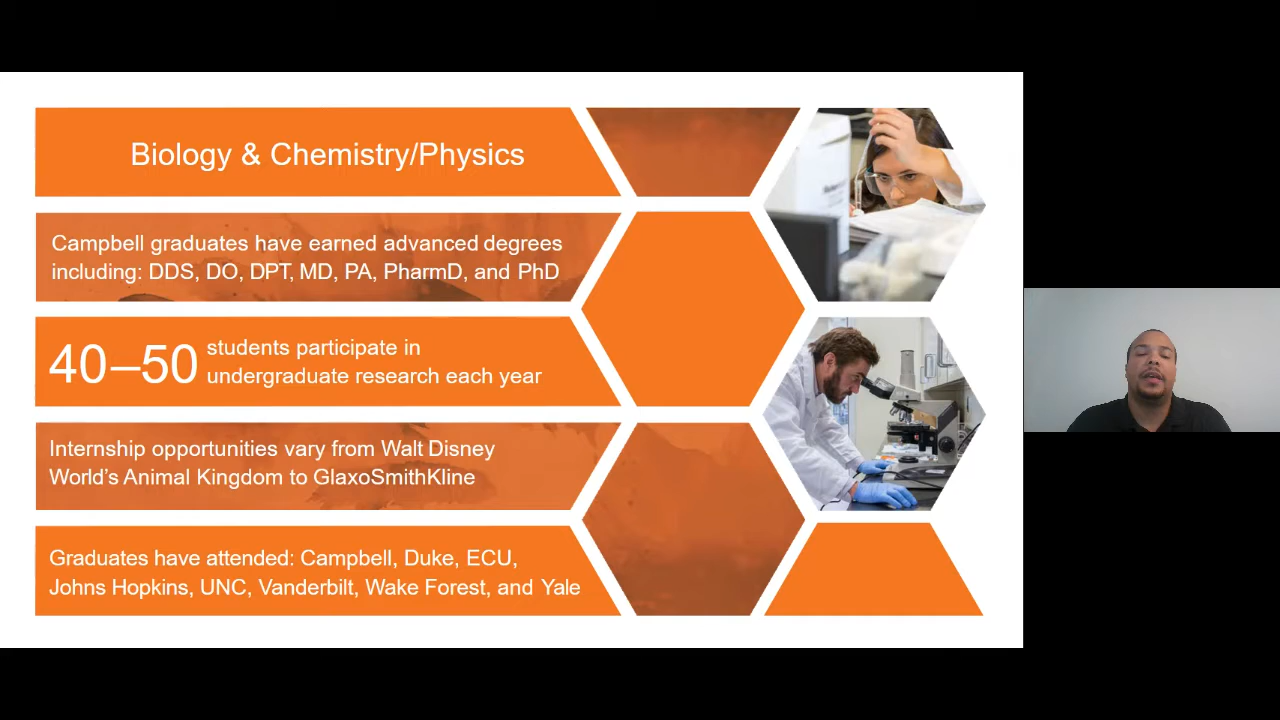 Biology & Chemistry/Physics
Campbell graduates have earned advanced degrees
including: DDS, DO, DPT, MD, PA, PharmD, and PhD
40–50 students participate in
undergraduate research each year
Internship opportunities vary from Walt Disney
World's Animal Kingdom to GlaxoSmithKline
Graduates have attended: Campbell, Duke, ECU,
Johns Hopkins, UNC, Vanderbilt, Wake Forest, and Yale